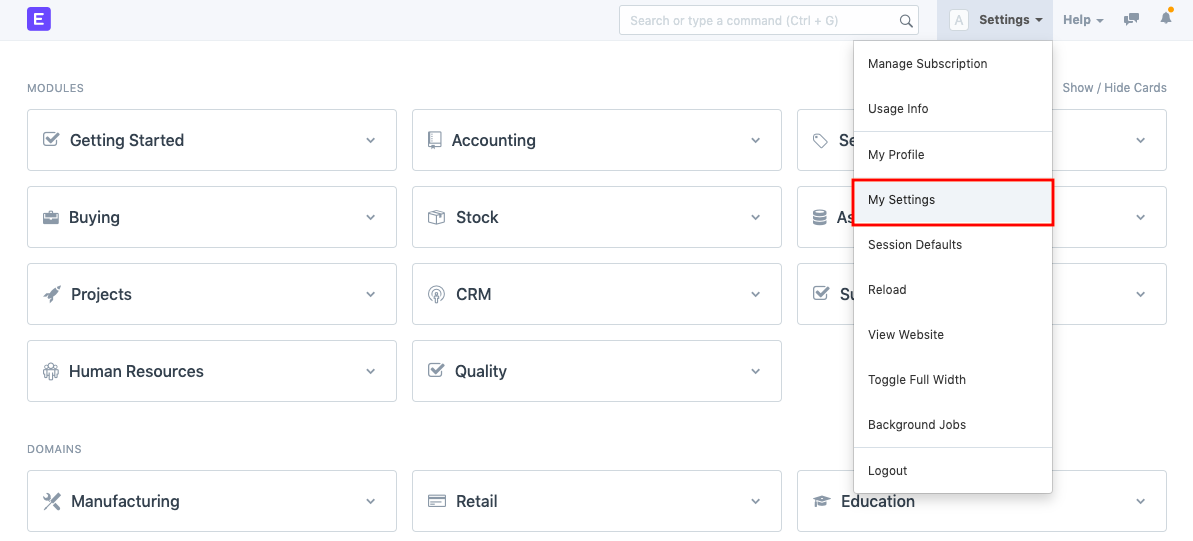 E
Search or type a command (Ctrl + G)
A
Settings
Help
Manage Subscription
Usage Info
My Profile
My Settings
Session Defaults
Reload
View Website
Toggle Full Width
Background Jobs
Logout
MODULES
Show / Hide Cards
Getting Started
Accounting
Se
Buying
Stock
As
Projects
CRM
Su
Human Resources
Quality
DOMAINS
Manufacturing
Retail
Education